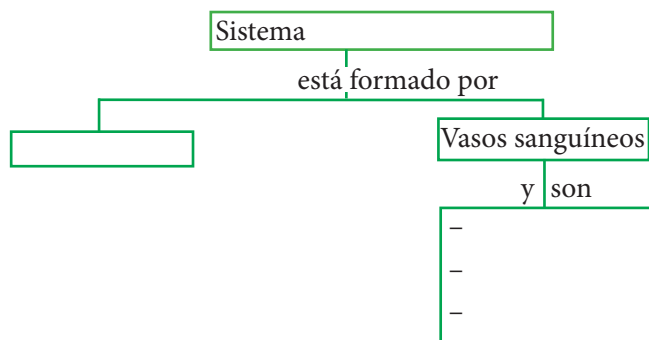 Sistema
está formado por
Vasos sanguíneos
y son
–
–
–